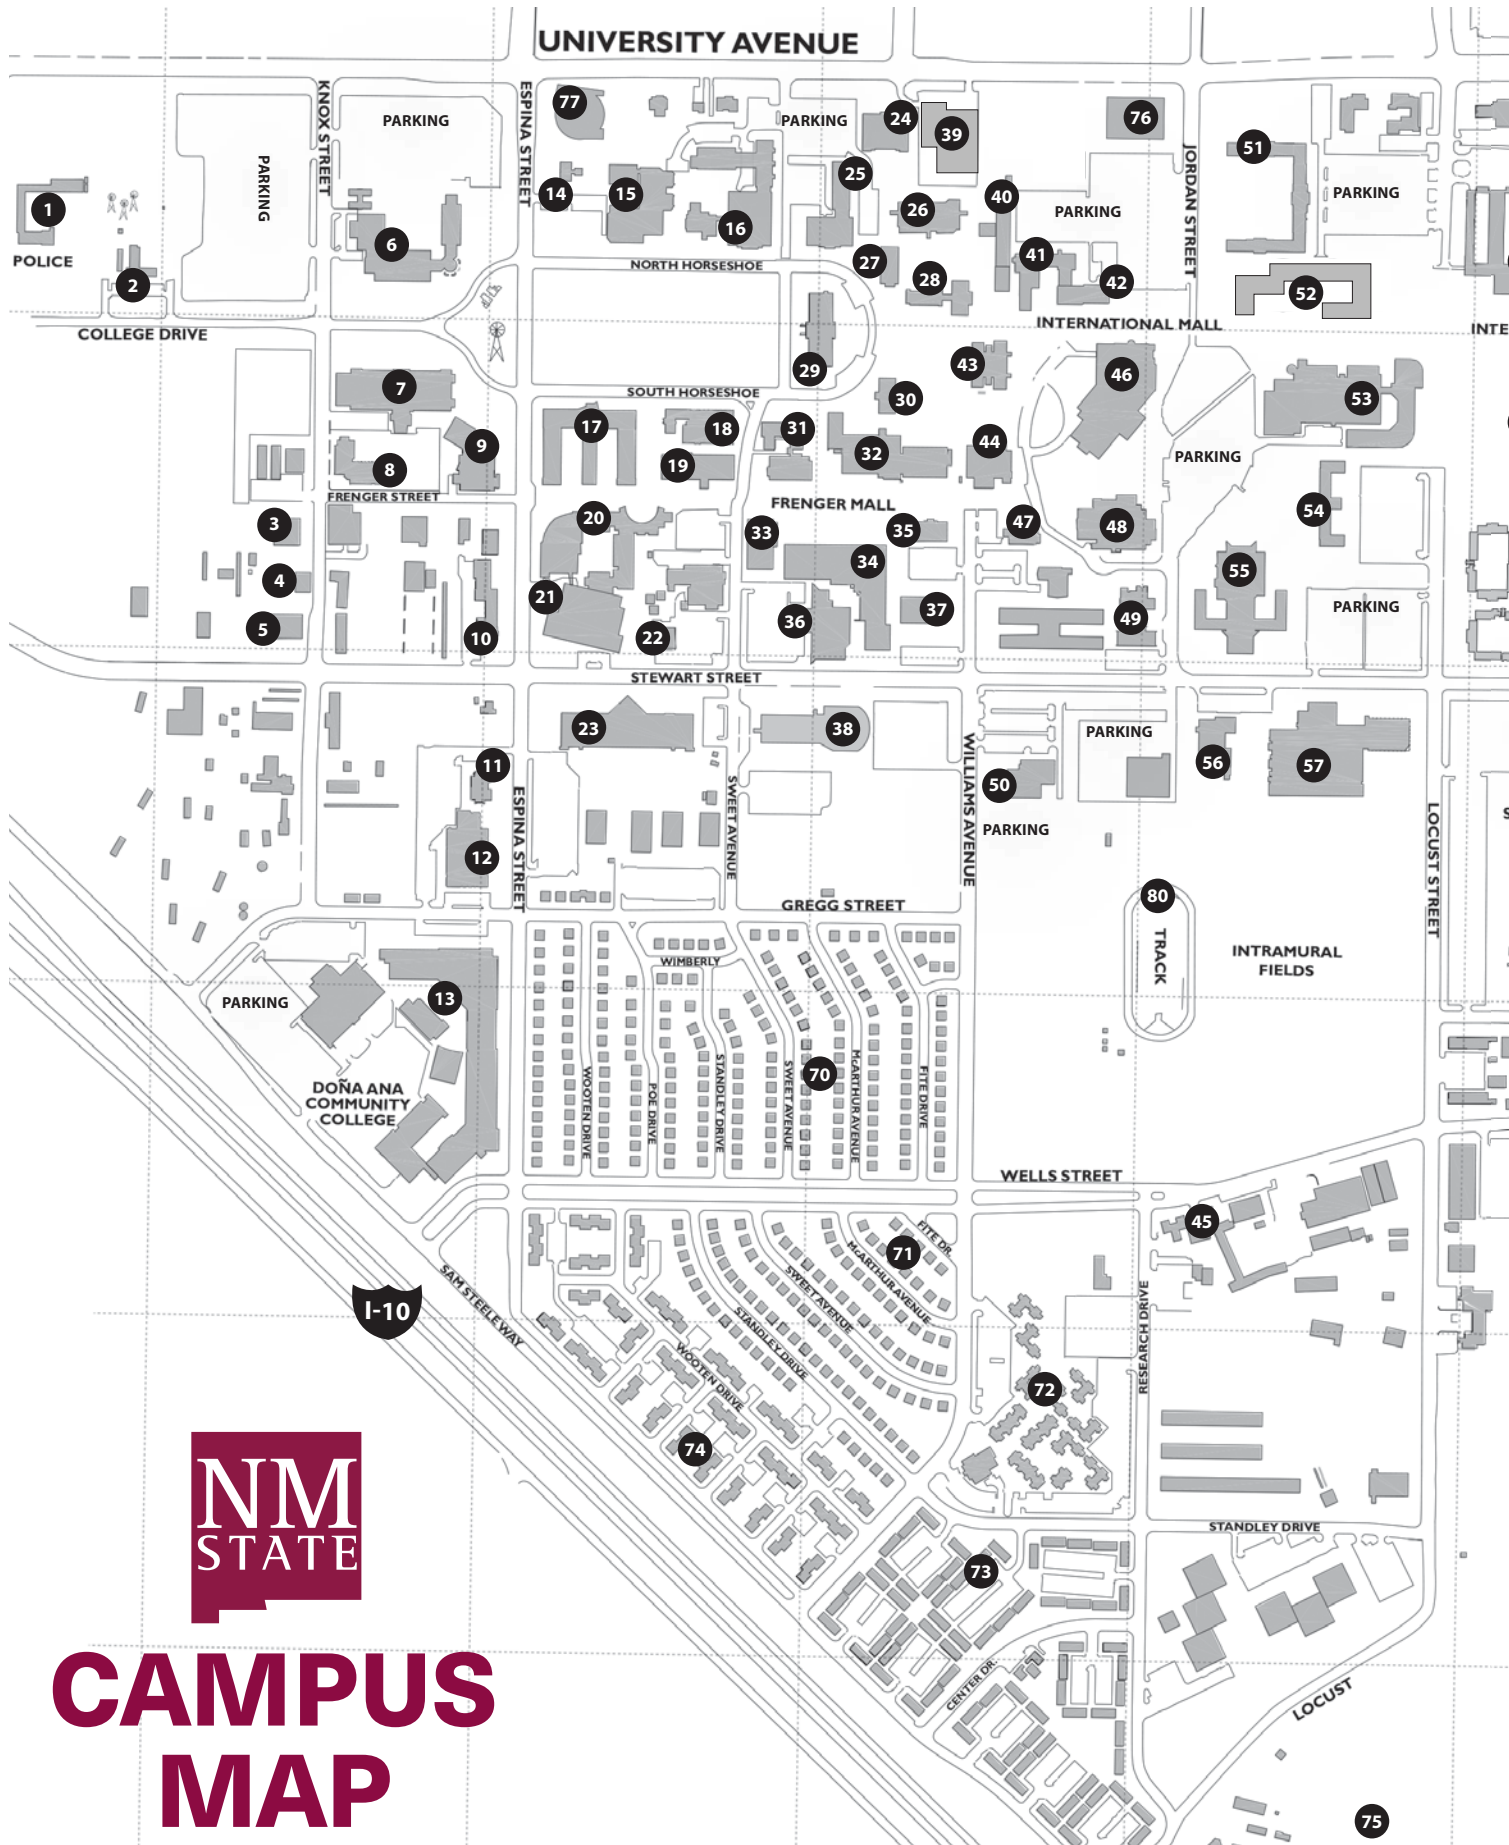 UNIVERSITY AVENUE
KNOX STREET
PARKING
ESPINA STREET
77
PARKING
24
39
76
JORDAN STREET
51
PARKING
PARKING
1
POLICE
2
6
14
15
16
25
26
40
PARKING
27
28
41
42
52
NORTH HORSESHOE
COLLEGE DRIVE
INTERNATIONAL MALL
INTE
29
43
46
53
7
SOUTH HORSESHOE
30
17
18
31
44
9
8
19
32
PARKING
FRENGER STREET
FRENGER MALL
54
3
20
33
35
47
48
34
55
4
21
36
37
49
PARKING
5
10
22
STEWART STREET
23
38
PARKING
56
57
11
50
WILLIAMS AVENUE
SWEET AVENUE
PARKING
LOCUST STREET
S
ESPINA STREET
12
80
GREGG STREET
TRACK
INTRAMURAL
FIELDS
WIMBERLY
PARKING
13
70
DOÑA ANA
COMMUNITY
COLLEGE
WOOTEN DRIVE
POE DRIVE
STANDLEY DRIVE
SWEET AVENUE
McARTHUR AVENUE
FITE DRIVE
WELLS STREET
45
FITE DR.
71
McARTHUR AVENUE
SWEET AVENUE
STANDLEY DRIVE
WOOTEN DRIVE
SAM STEELE WAY
I-10
RESEARCH DRIVE
72
74
NM
STATE
STANDLEY DRIVE
73
CENTER DR.
LOCUST
CAMPUS
MAP
75